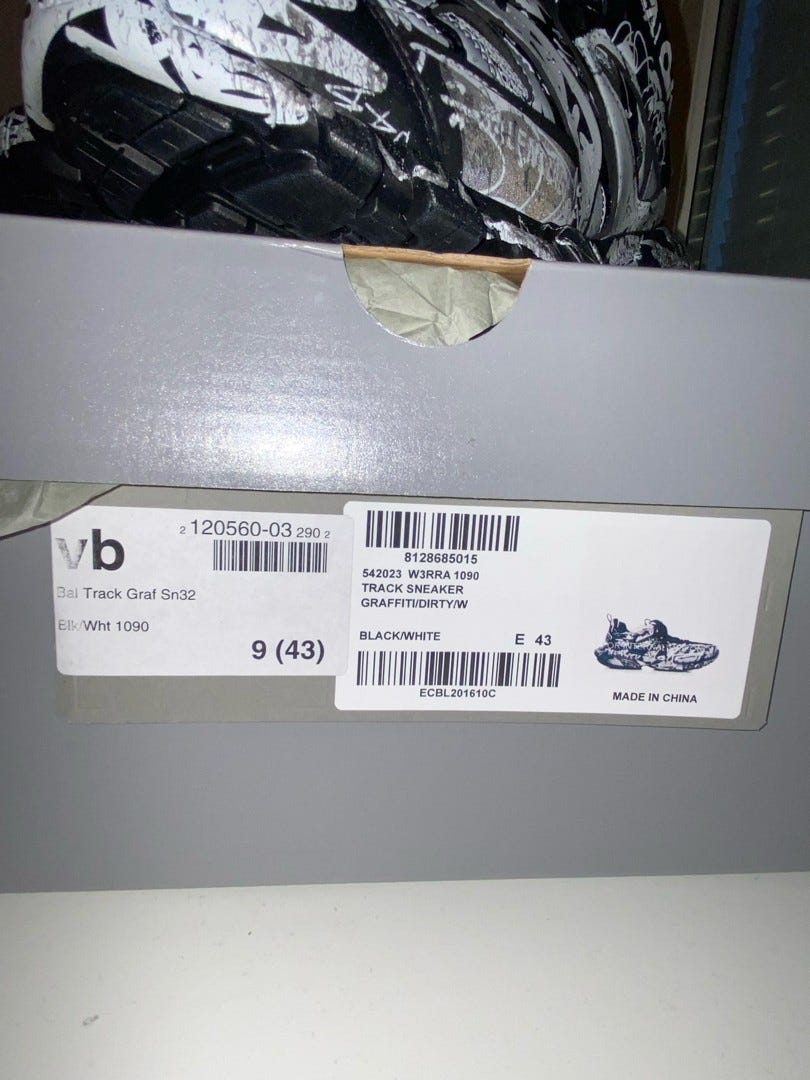 vb
2 120560-03 290 2
Bal Track Graf Sn32
Blk/Wht 1090
9 (43)
8128685015
542023 W3RRA 1090
TRACK SNEAKER
GRAFFITI/DIRTY/W
BLACK/WHITE E 43
ECBL201610C
MADE IN CHINA